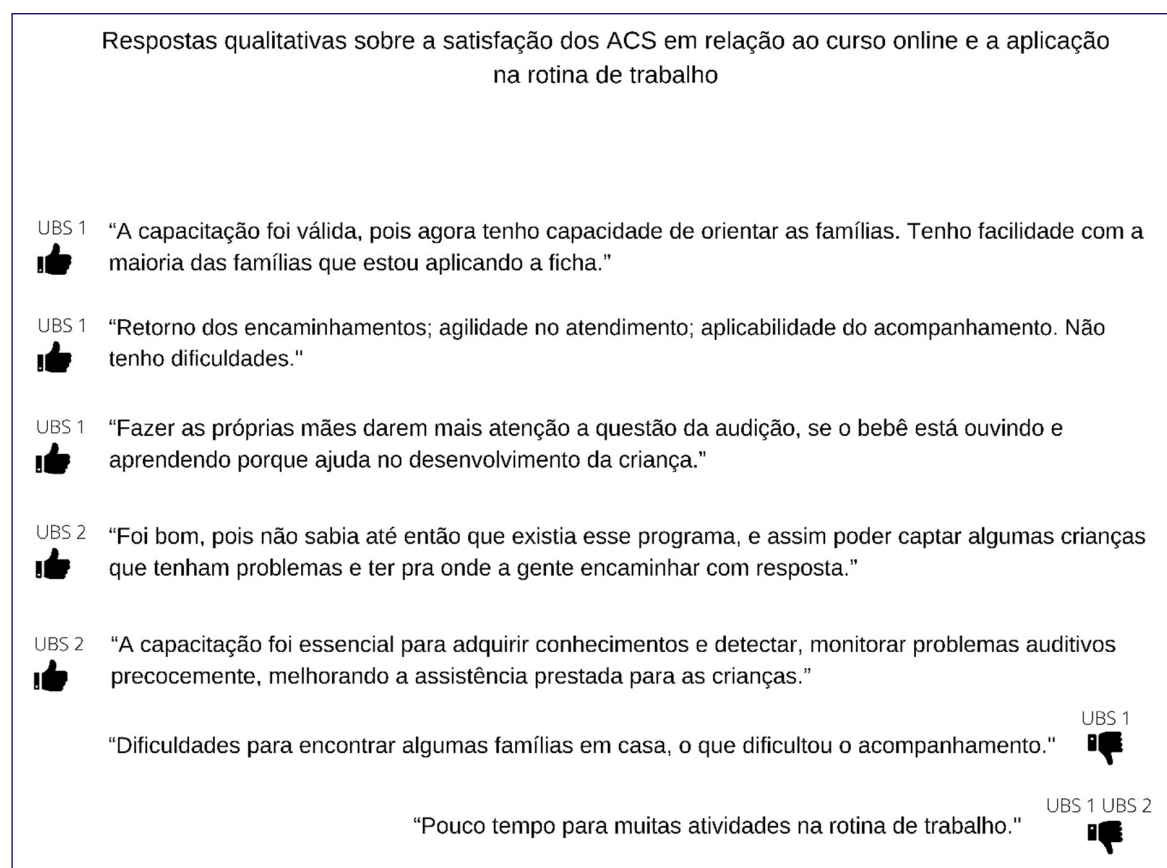 Respostas qualitativas sobre a satisfação dos ACS em relação ao curso online e a aplicação
na rotina de trabalho
UBS 1
“A capacitação foi válida, pois agora tenho capacidade de orientar as famílias. Tenho facilidade com a
maioria das famílias que estou aplicando a ficha.”
UBS 1
“Retorno dos encaminhamentos; agilidade no atendimento; aplicabilidade do acompanhamento. Não
tenho dificuldades."
UBS 1
“Fazer as próprias mães darem mais atenção a questão da audição, se o bebê está ouvindo e
aprendendo porque ajuda no desenvolvimento da criança.”
UBS 2
“Foi bom, pois não sabia até então que existia esse programa, e assim poder captar algumas crianças
que tenham problemas e ter pra onde a gente encaminhar com resposta.”
UBS 2
“A capacitação foi essencial para adquirir conhecimentos e detectar, monitorar problemas auditivos
precocemente, melhorando a assistência prestada para as crianças.”
UBS 1
“Dificuldades para encontrar algumas famílias em casa, o que dificultou o acompanhamento."
UBS 1 UBS 2
“Pouco tempo para muitas atividades na rotina de trabalho."